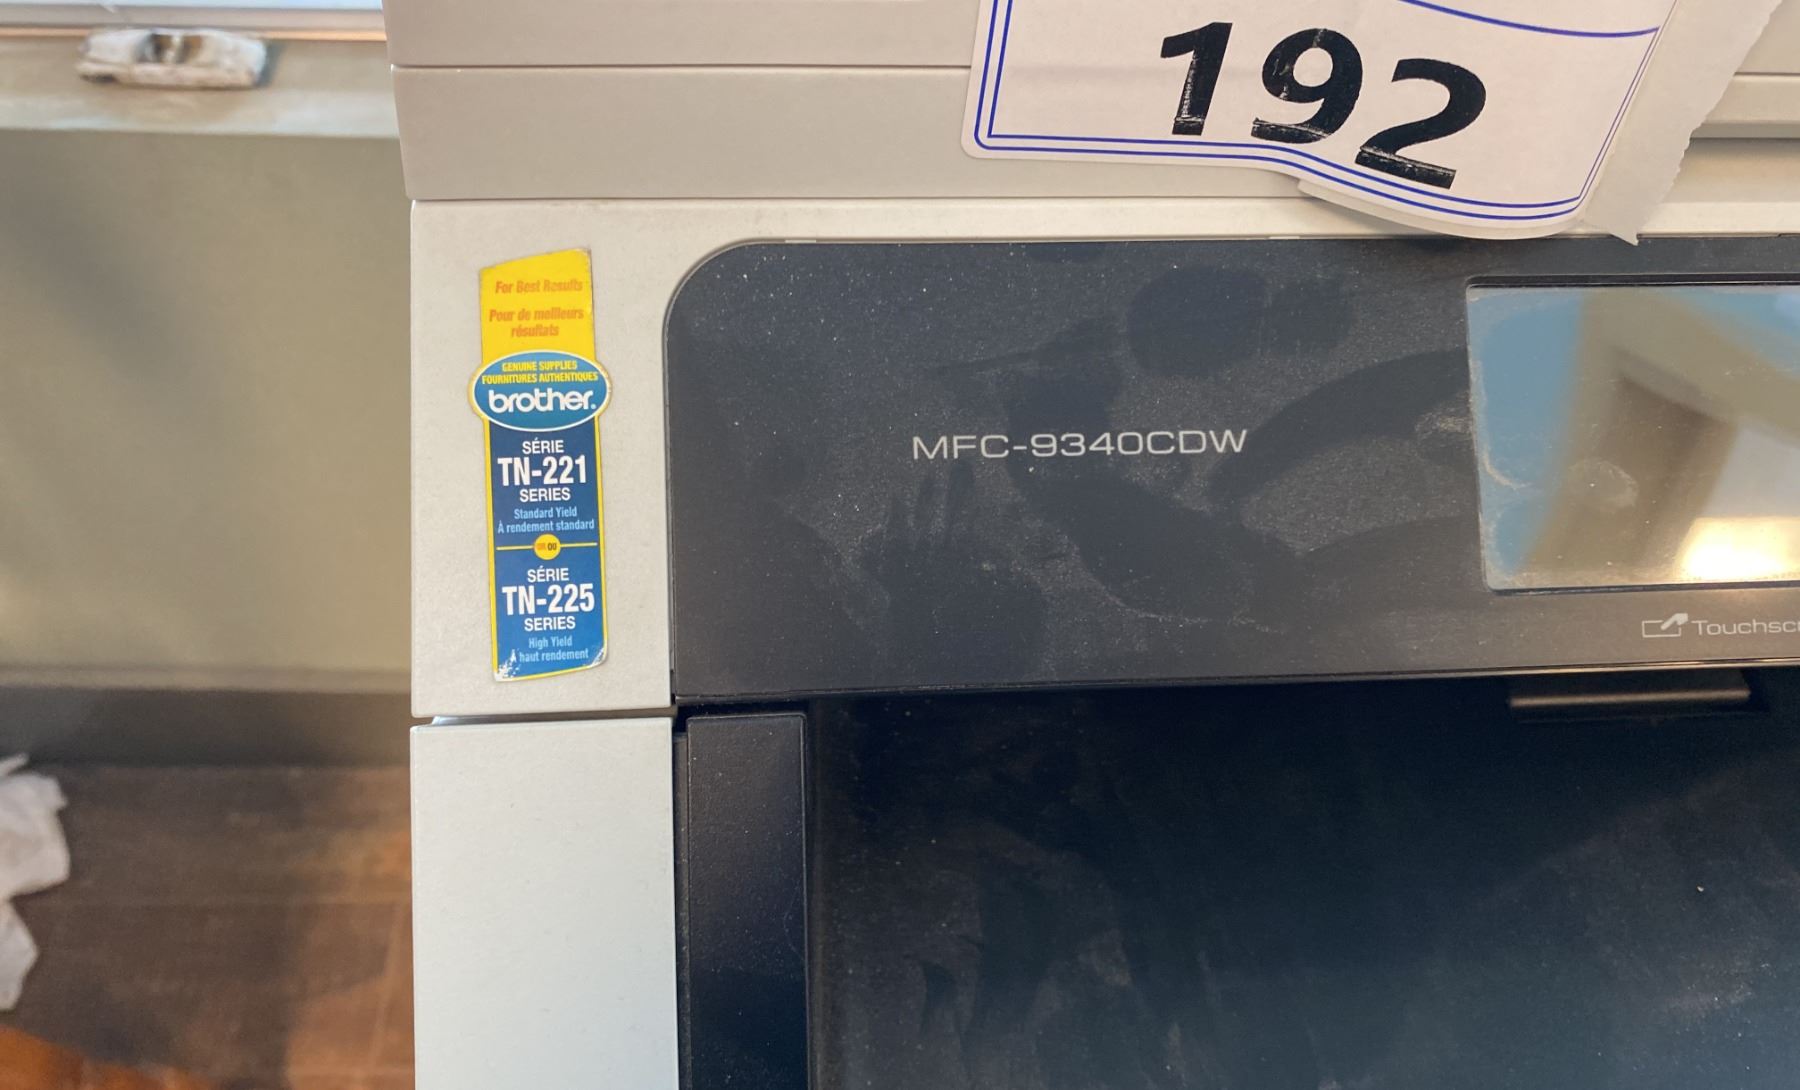 192
For Best Results
Pour de meilleurs
résultats
GENUINE SUPPLIES
FOURNITURES AUTHENTIQUES
brother.
SÉRIE
TN-221
SERIES
Standard Yield
À rendement standard
OR OU
SÉRIE
TN-225
SERIES
High Yield
À haut rendement
MFC-9340CDW
Touchscr